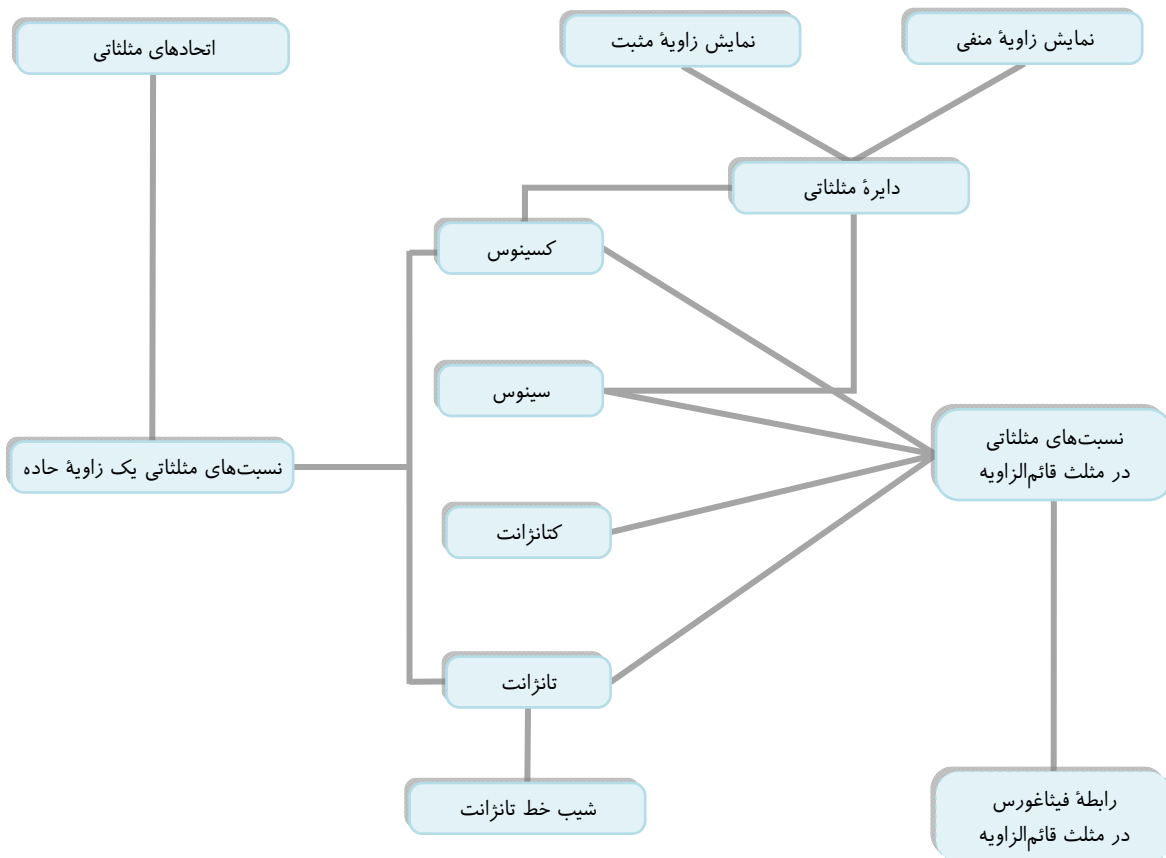 نمایش زاویهٔ منفی
نمایش زاویهٔ مثبت
اتحادهای مثلثاتی
دایرهٔ مثلثاتی
کسینوس
سینوس
نسبت‌های مثلثاتی
در مثلث قائم‌الزاویه
نسبت‌های مثلثاتی یک زاویهٔ حاده
کتانژانت
تانژانت
شیب خط تانژانت
رابطهٔ فیثاغورس
در مثلث قائم‌الزاویه